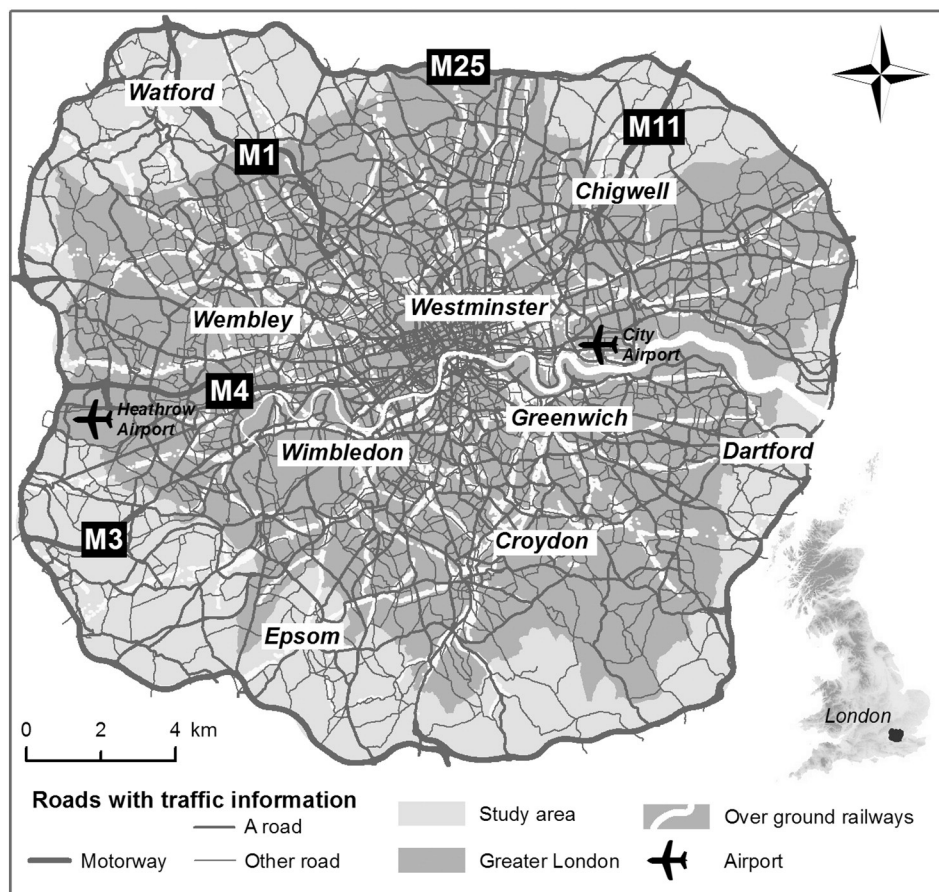 M25
Watford
M11
M1
Chigwell
Westminster
Wembley
City
Airport
M4
Heathrow
Airport
Greenwich
Wimbledon
Dartford
M3
Croydon
Epsom
London
0 2 4 km
Roads with traffic information
A road
Motorway
Other road
Study area
Greater London
Over ground railways
Airport